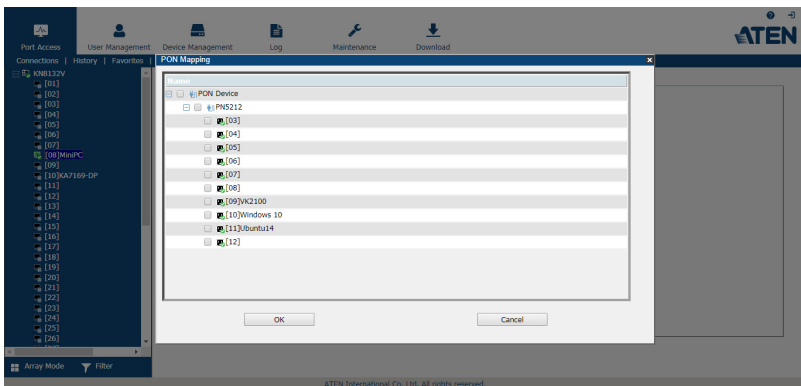 ATEN
Port Access
User Management
Device Management
Log
Maintenance
Download
Connections | History | Favorites |
KN8132V
[01]
[02]
[03]
[04]
[05]
[06]
[07]
[08]MiniPC
[09]
[10]KA7169-DP
[11]
[12]
[13]
[14]
[15]
[16]
[17]
[18]
[19]
[20]
[21]
[22]
[23]
[24]
[25]
[26]
Array Mode
Filter
PON Mapping
x
Name
PON Device
PN5212
[03]
[04]
[05]
[06]
[07]
[08]
[09]VK2100
[10]Windows 10
[11]Ubuntu14
[12]
OK
Cancel
ATEN International Co. Ltd. All rights reserved.